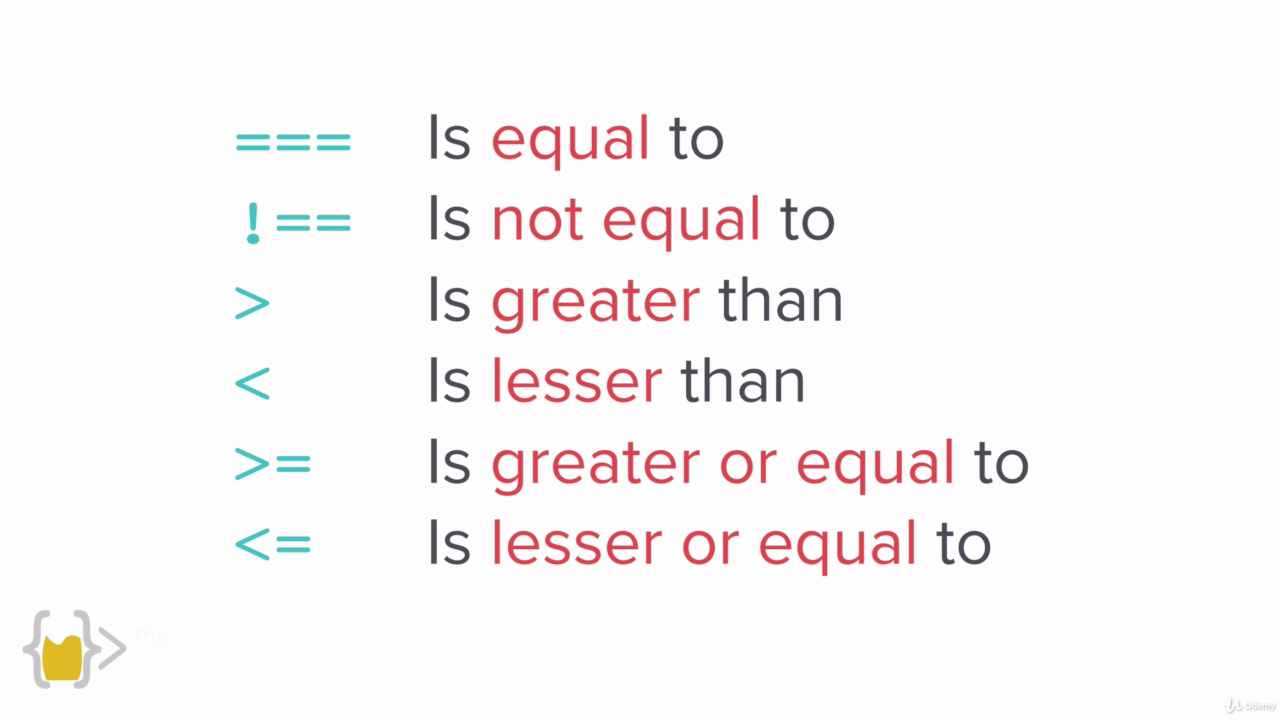 === Is equal to
!== Is not equal to
> Is greater than
< Is lesser than
>= Is greater or equal to
<= Is lesser or equal to
The
Udemy